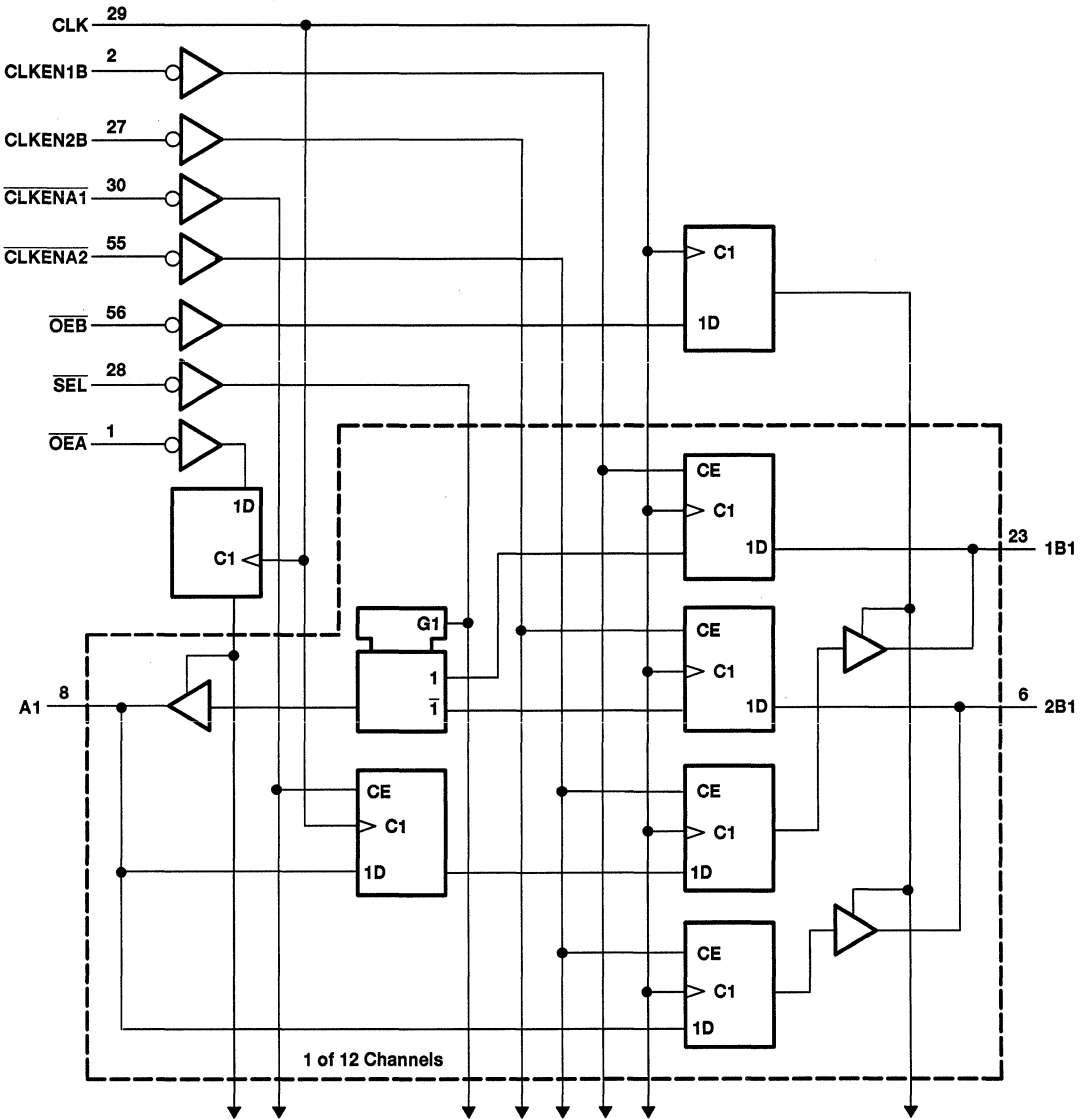 CLK 29
CLKEN1B 2
CLKEN2B 27
CLKENA1 30
CLKENA2 55
C1
OEB 56
1D
SEL 28
OEA 1
CE
1D
C1
1D
23 1B1
C1
G1
CE
C1
1
A1 8
1
1D
6 2B1
CE
C1
1D
CE
C1
1D
CE
C1
1D
1 of 12 Channels